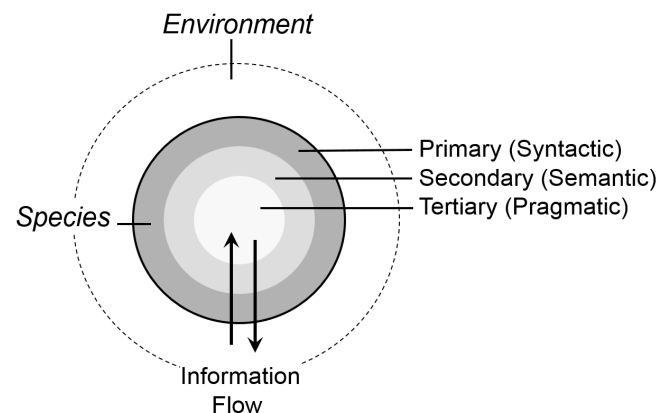 Environment
Primary (Syntactic)
Secondary (Semantic)
Tertiary (Pragmatic)
Species
Information
Flow